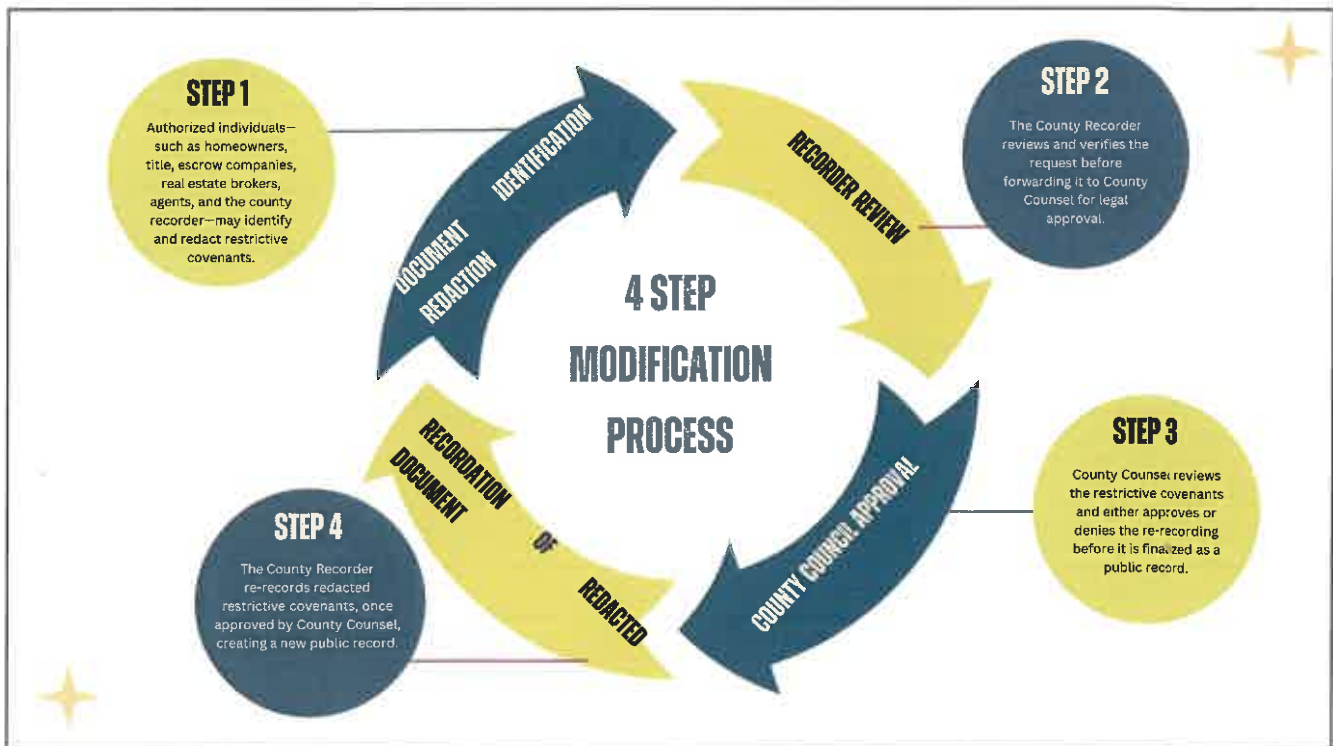 STEP 1
Authorized individuals—
such as homeowners,
title, escrow companies,
real estate brokers,
agents, and the county
recorder—may identify
and redact restrictive
covenants.
DOCUMENT IDENTIFICATION
REDACTION
RECORDER REVIEW
STEP 2
The County Recorder
reviews and verifies the
request before
forwarding it to County
Counsel for legal
approval.
4 STEP
MODIFICATION
PROCESS
STEP 3
County Counsel reviews
the restrictive covenants
and either approves or
denies the re-recording
before it is finalized as a
public record.
COUNTY COUNCIL APPROVAL
STEP 4
The County Recorder
re-records redacted
restrictive covenants, once
approved by County Counsel,
creating a new public record.
RECORDATION OF REDACTED
DOCUMENT